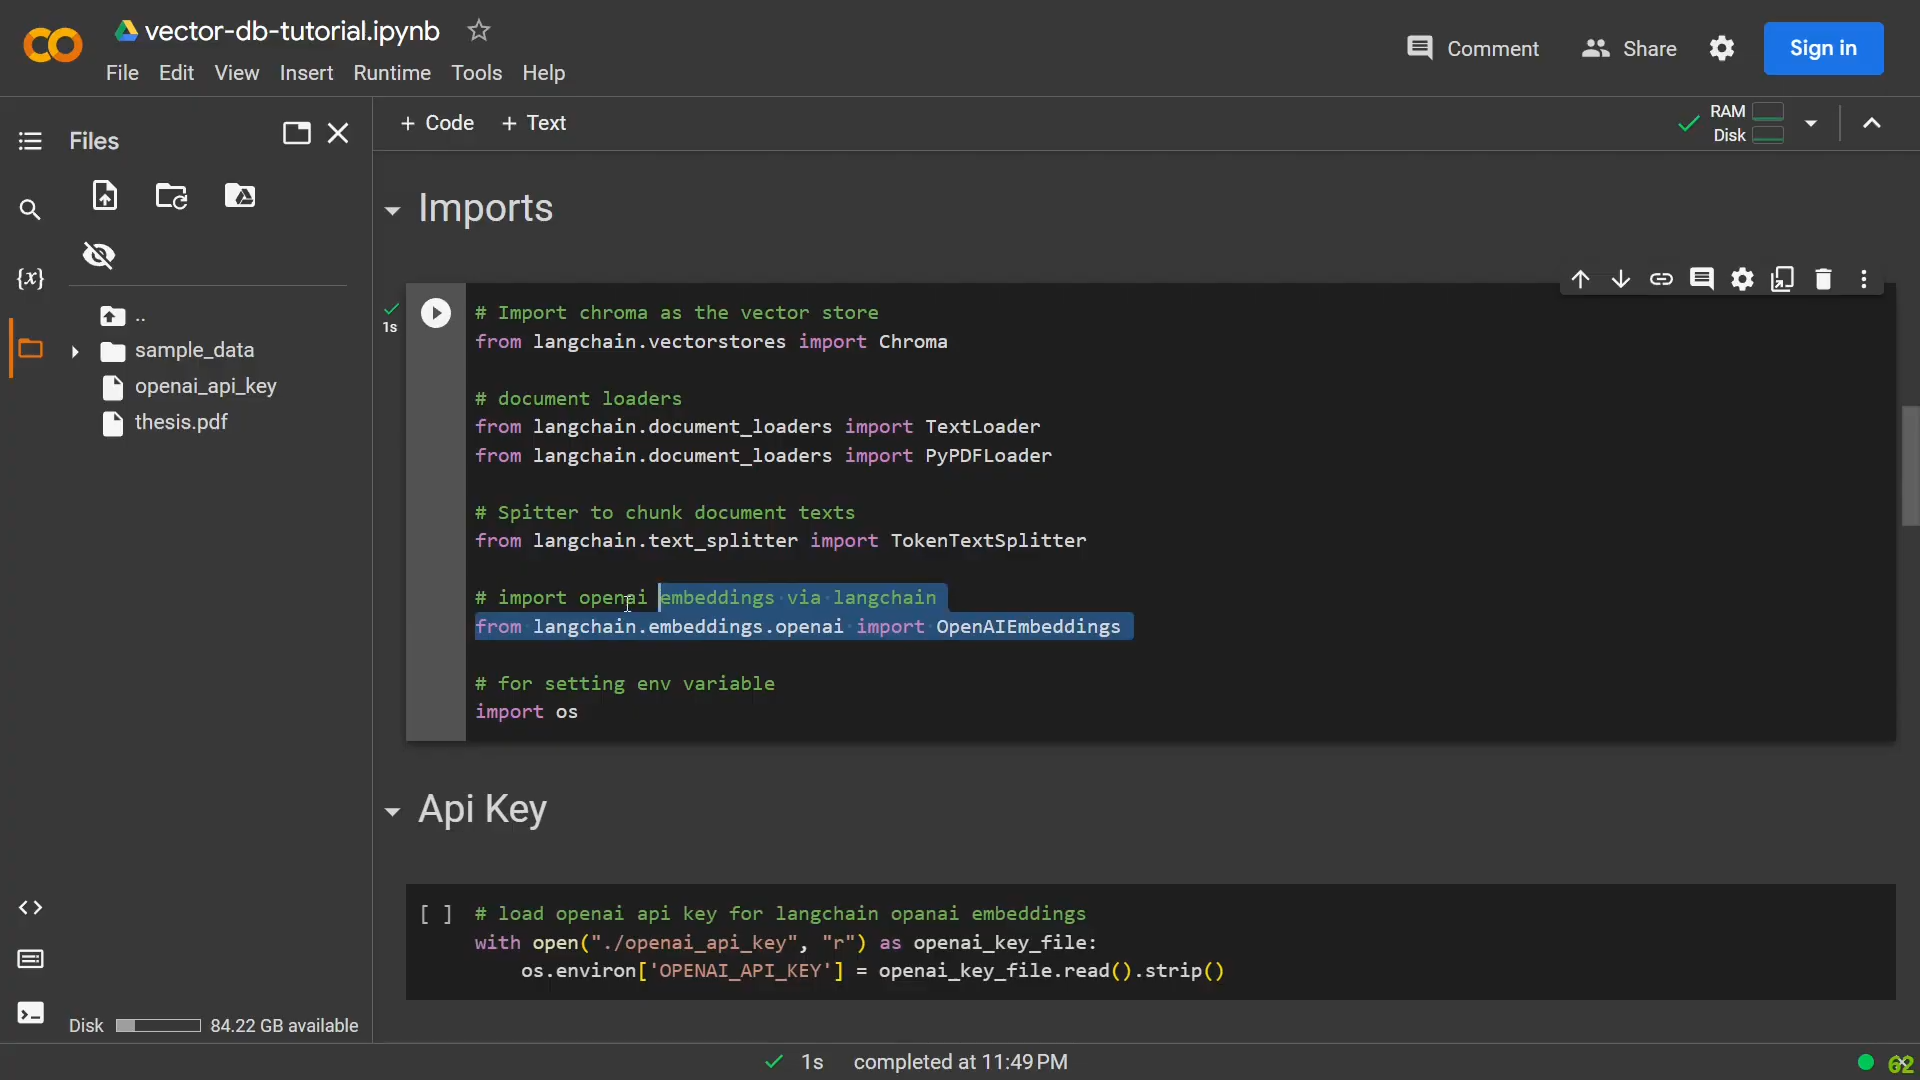 vector-db-tutorial.ipynb
File Edit View Insert Runtime Tools Help
Comment
Share
Sign in
Files
+ Code + Text
RAM
Disk
{x}
..
sample_data
openai_api_key
thesis.pdf
Imports
1s
# Import chroma as the vector store
from langchain.vectorstores import Chroma
# document loaders
from langchain.document_loaders import TextLoader
from langchain.document_loaders import PyPDFLoader
# Spitter to chunk document texts
from langchain.text_splitter import TokenTextSplitter
# import openai embeddings via langchain
from langchain.embeddings.openai import OpenAIEmbeddings
# for setting env variable
import os
Api Key
[ ] # load openai api key for langchain opanai embeddings
with open("./openai_api_key", "r") as openai_key_file:
os.environ['OPENAI_API_KEY'] = openai_key_file.read().strip()
Disk 84.22 GB available
1s completed at 11:49 PM
62